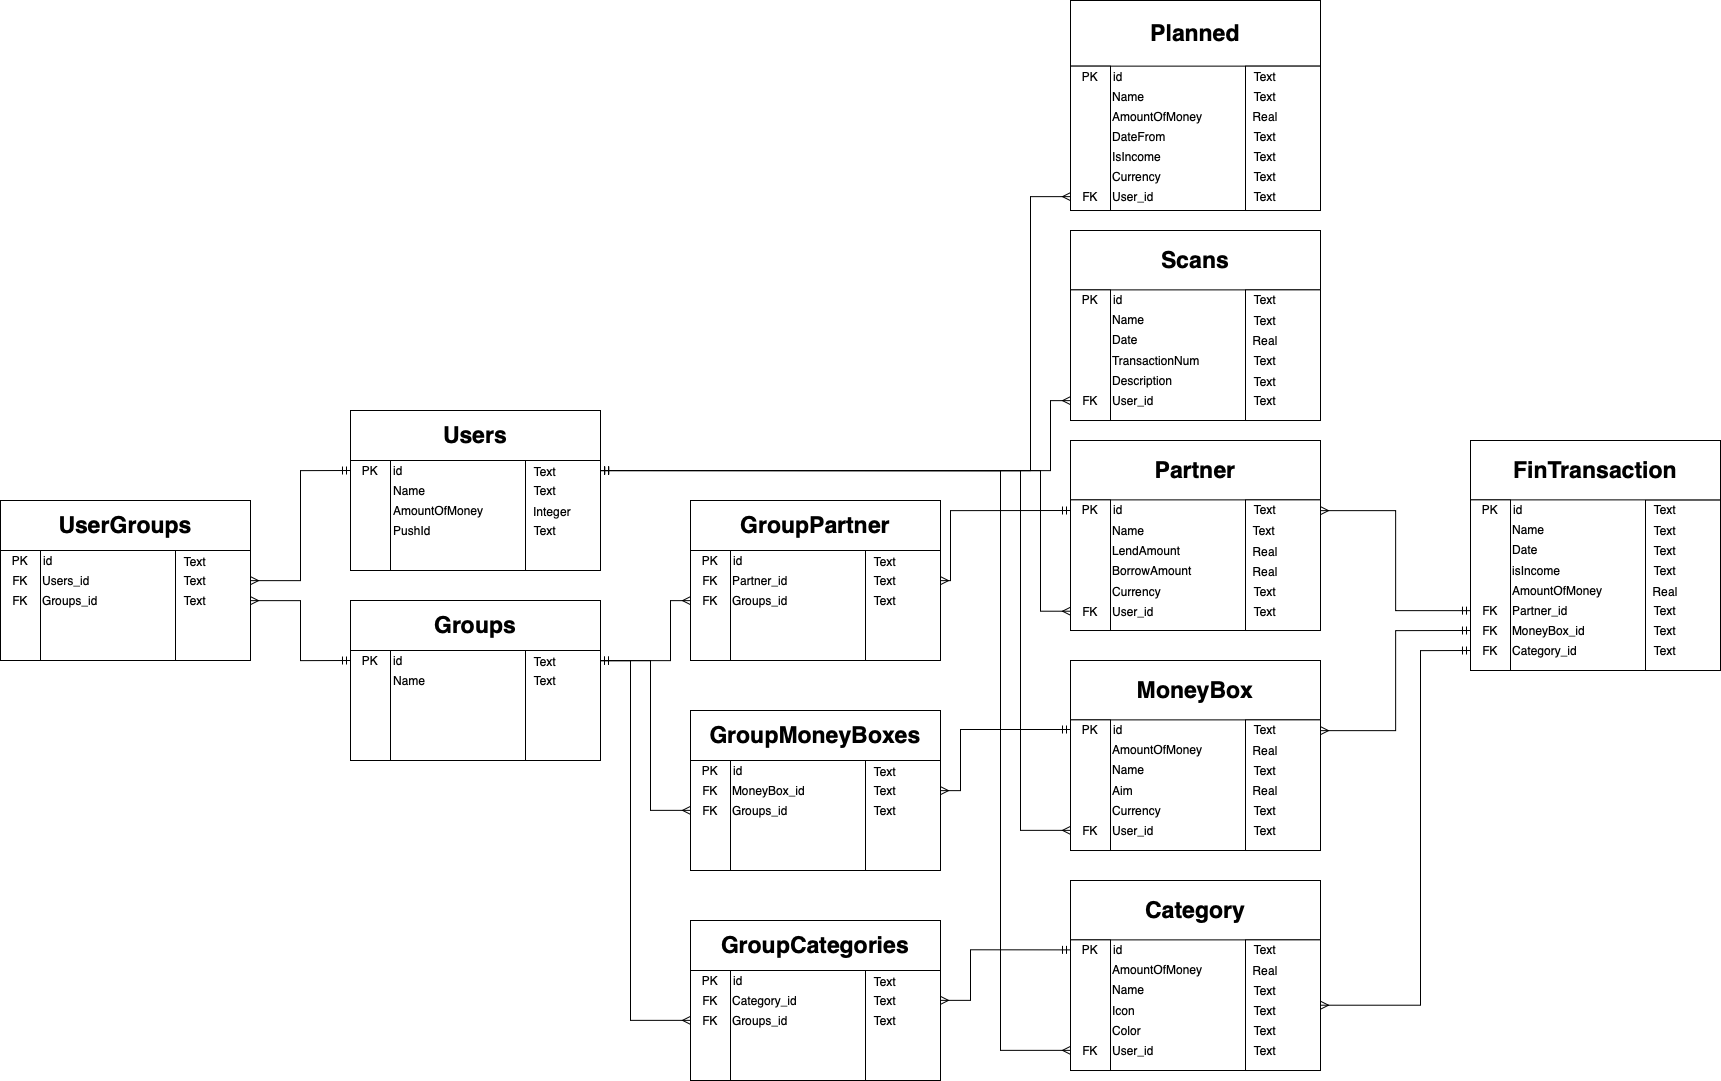 Planned
PK id Text
Name Text
AmountOfMoney Real
DateFrom Text
IsIncome Text
Currency Text
FK User_id Text
Scans
PK id Text
Name Text
Date Real
TransactionNum Text
Description Text
FK User_id Text
Users
PK id Text
Name Text
AmountOfMoney Integer
PushId Text
Partner
PK id Text
Name Text
LendAmount Real
BorrowAmount Real
Currency Text
FK User_id Text
FinTransaction
PK id Text
Name Text
Date Text
isIncome Text
AmountOfMoney Real
FK Partner_id Text
FK MoneyBox_id Text
FK Category_id Text
UserGroups
PK id Text
FK Users_id Text
FK Groups_id Text
GroupPartner
PK id Text
FK Partner_id Text
FK Groups_id Text
Groups
PK id Text
Name Text
MoneyBox
PK id Text
AmountOfMoney Real
Name Text
Aim Real
Currency Text
FK User_id Text
GroupMoneyBoxes
PK id Text
FK MoneyBox_id Text
FK Groups_id Text
Category
PK id Text
AmountOfMoney Real
Name Text
Icon Text
Color Text
FK User_id Text
GroupCategories
PK id Text
FK Category_id Text
FK Groups_id Text